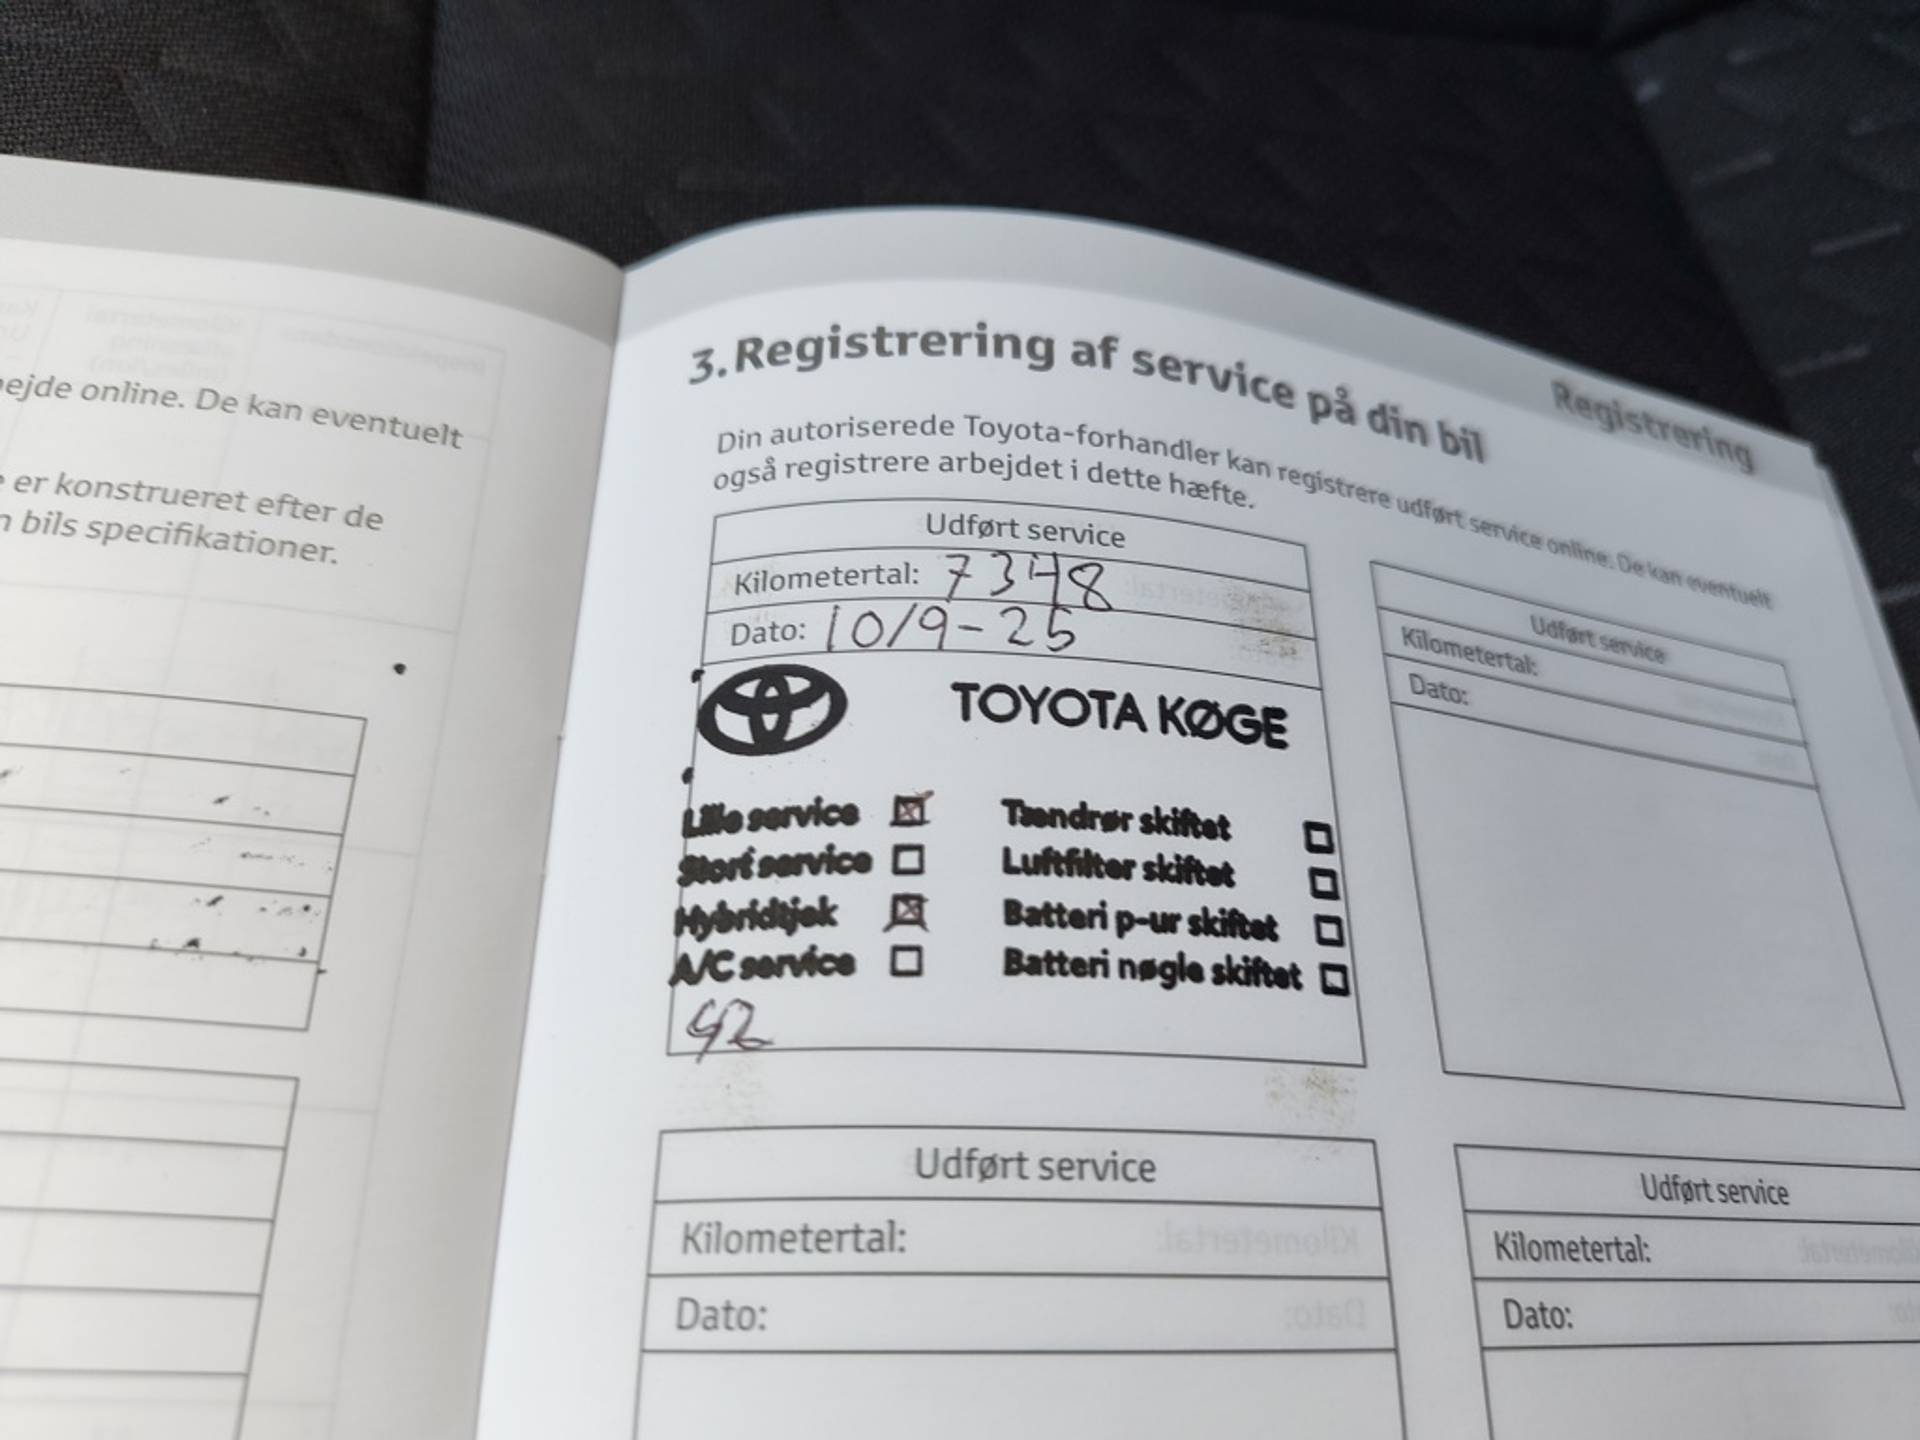 ejde online. De kan eventuelt
er konstrueret efter de
bils specifikationer.
Registrering
3. Registrering af service på din bil
Din autoriserede Toyota-forhandler kan registrere udført service online. De kan eventuelt
også registrere arbejdet i dette hæfte.
Udført service
Kilometertal: 7348
Dato: 10/9-25
TOYOTA KØGE
Lille service
Tændrør skiftet
Stort service
Luftfilter skiftet
Hybridtjek
Batteri p-ur skiftet
A/C service
Batteri nøgle skiftet
Udført service
Kilometertal:
Dato:
Udført service
Kilometertal:
Dato:
Udført service
Kilometertal:
Dato: